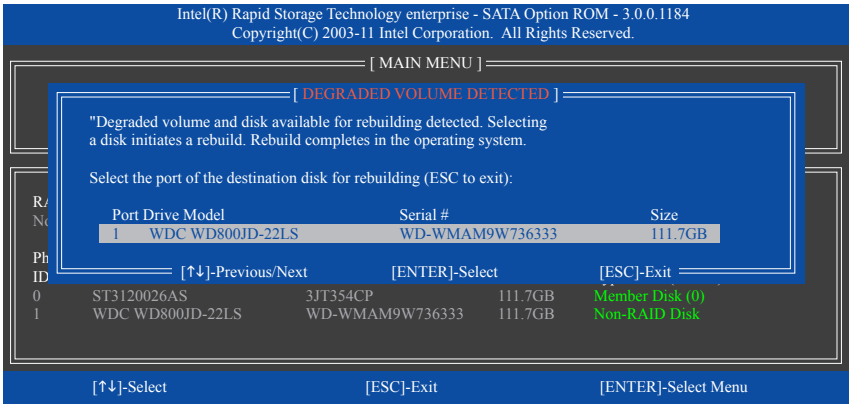 Intel(R) Rapid Storage Technology enterprise - SATA Option ROM - 3.0.0.1184
Copyright(C) 2003-11 Intel Corporation.  All Rights Reserved.
[ MAIN MENU ]
[ DEGRADED VOLUME DETECTED ]
"Degraded volume and disk available for rebuilding detected. Selecting
a disk initiates a rebuild. Rebuild completes in the operating system.
Select the port of the destination disk for rebuilding (ESC to exit):
Port Drive Model Serial # Size
1 WDC WD800JD-22LS WD-WMAM9W736333 111.7GB
[↑↓]-Previous/Next [ENTER]-Select [ESC]-Exit
ID
0 ST3120026AS 3JT354CP 111.7GB Member Disk (0)
1 WDC WD800JD-22LS WD-WMAM9W736333 111.7GB Non-RAID Disk
[↑↓]-Select [ESC]-Exit [ENTER]-Select Menu